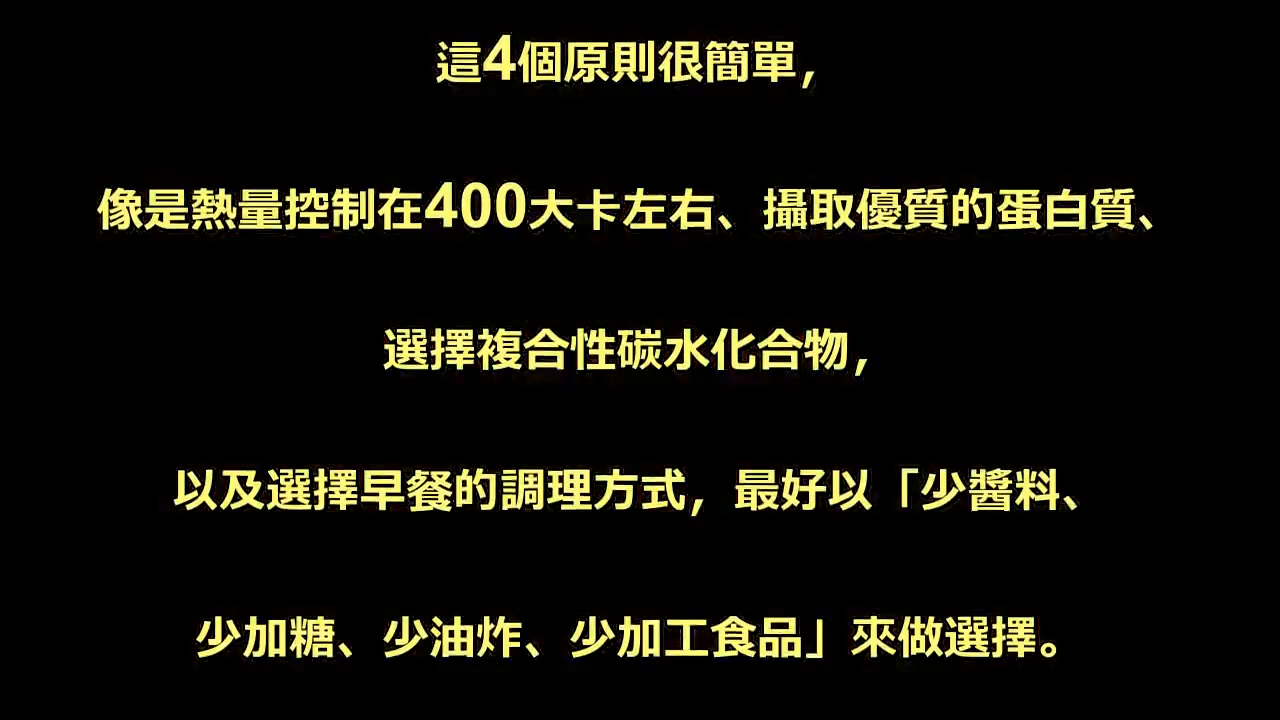 這4個原則很簡單，
像是熱量控制在400大卡左右、攝取優質的蛋白質、
選擇複合性碳水化合物，
以及選擇早餐的調理方式，最好以「少醬料、
少加糖、少油炸、少加工食品」來做選擇。